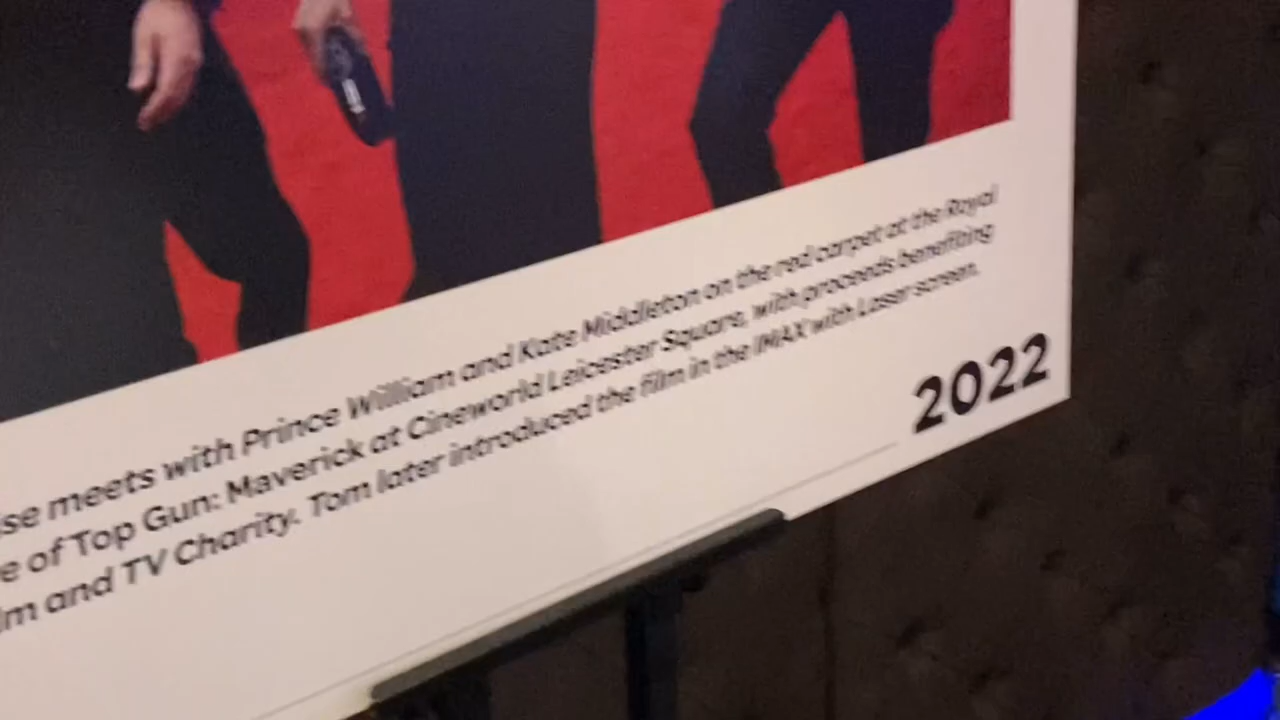 meets with Prince William and Kate Middleton on the red carpet at the Royal
of Top Gun: Maverick at Cineworld Leicester Square, with proceeds benefiting
and TV Charity. Tom later introduced the film in the IMAX with Laser screen.
2022